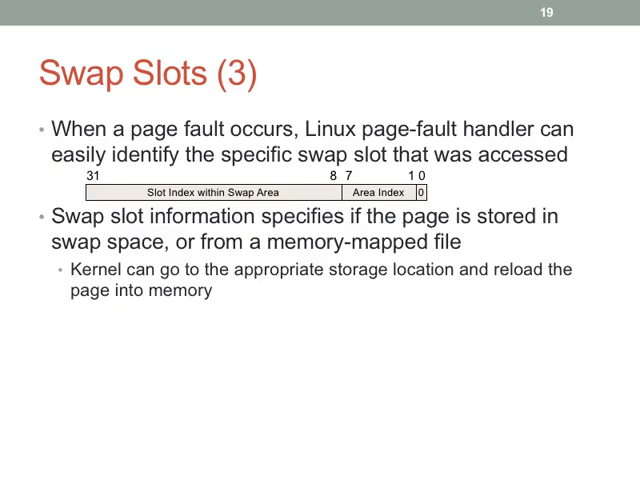 19
Swap Slots (3)
• When a page fault occurs, Linux page-fault handler can
easily identify the specific swap slot that was accessed
31 8 7 1 0
Slot Index within Swap Area Area Index 0
• Swap slot information specifies if the page is stored in
swap space, or from a memory-mapped file
• Kernel can go to the appropriate storage location and reload the
page into memory